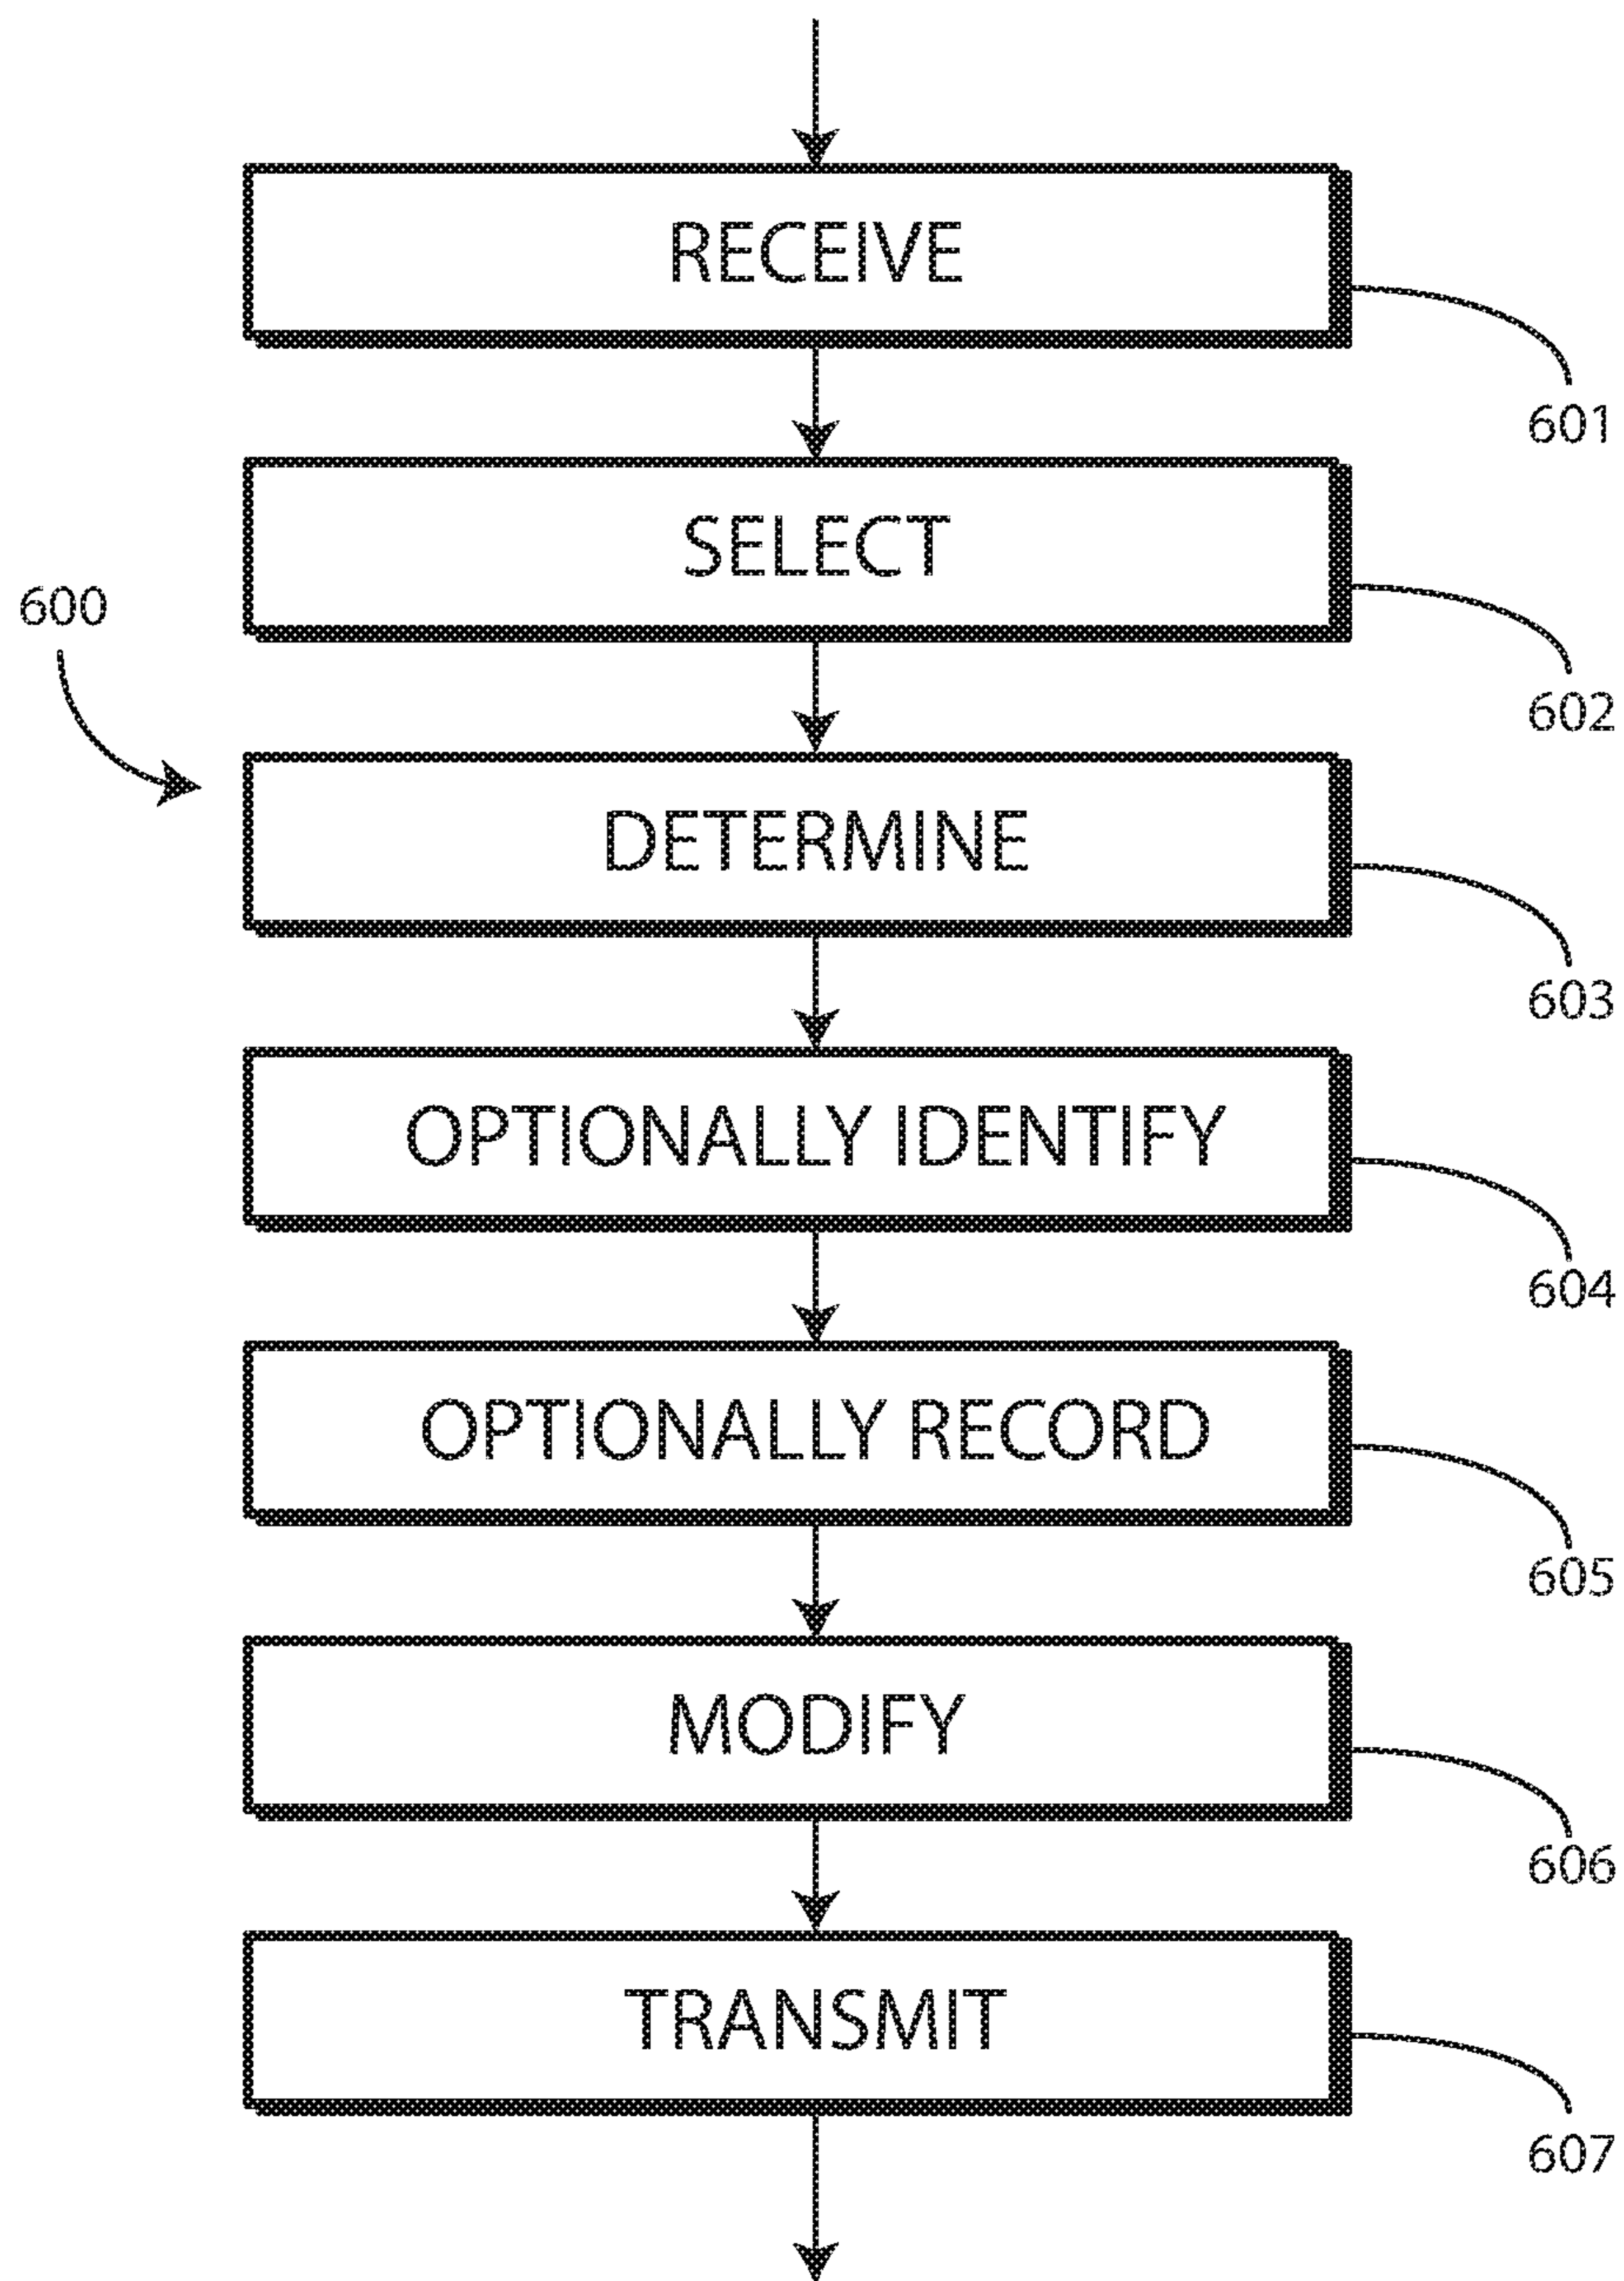 RECEIVE
601
SELECT
602
600
DETERMINE
603
OPTIONALLY IDENTIFY
604
OPTIONALLY RECORD
605
MODIFY
606
TRANSMIT
607